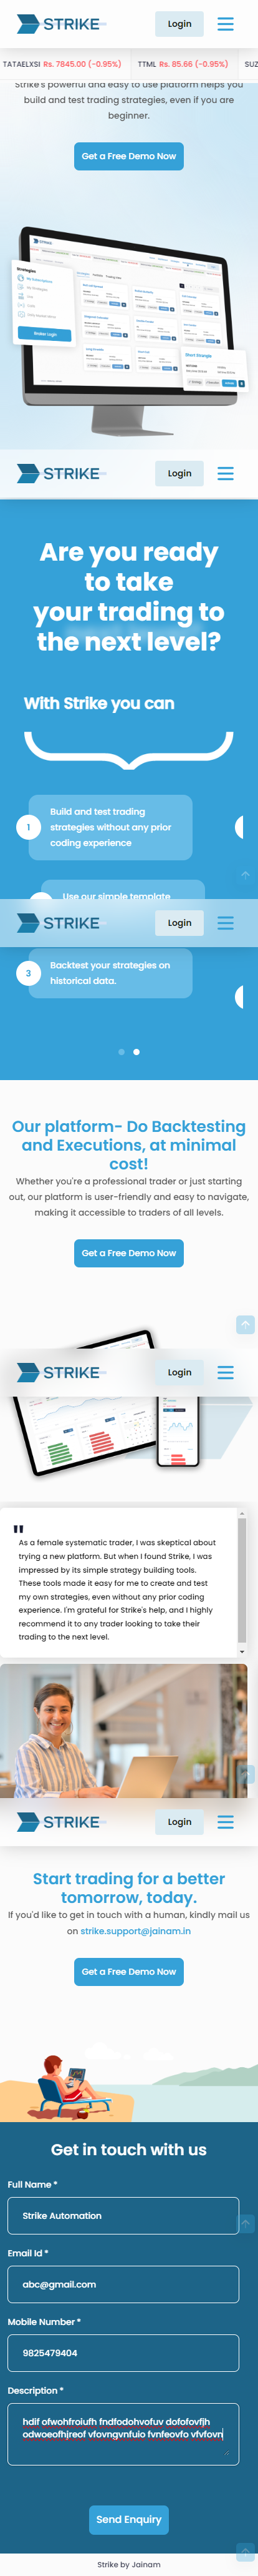 STRIKE
Login
TATAELXSI Rs. 7845.00 (-0.95%) TTML Rs. 85.66 (-0.95%) SUZ
Strike's powerful and easy to use platform helps you
build and test trading strategies, even if you are
beginner.
Get a Free Demo Now
STRIKE
Login
Are you ready
to take
your trading to
the next level?
With Strike you can
1
Build and test trading
strategies without any prior
coding experience
Use our simple template
STRIKE
Login
3
Backtest your strategies on
historical data.
Our platform- Do Backtesting
and Executions, at minimal
cost!
Whether you're a professional trader or just starting
out, our platform is user-friendly and easy to navigate,
making it accessible to traders of all levels.
Get a Free Demo Now
STRIKE
Login
"
As a female systematic trader, I was skeptical about
trying a new platform. But when I found Strike, I was
impressed by its simple strategy building tools.
These tools made it easy for me to create and test
my own strategies, even without any prior coding
experience. I'm grateful for Strike's help, and I highly
recommend it to any trader looking to take their
trading to the next level.
STRIKE
Login
Start trading for a better
tomorrow, today.
If you'd like to get in touch with a human, kindly mail us
on strike.support@jainam.in
Get a Free Demo Now
Get in touch with us
Full Name *
Strike Automation
Email Id *
abc@gmail.com
Mobile Number *
9825479404
Description *
hdif ofwohfroiufh fndfodohvofuv dofofovfjh
odwoeofhjreof vfovngvnfuio fvnfeovfo vfvfovn
Send Enquiry
Strike by Jainam